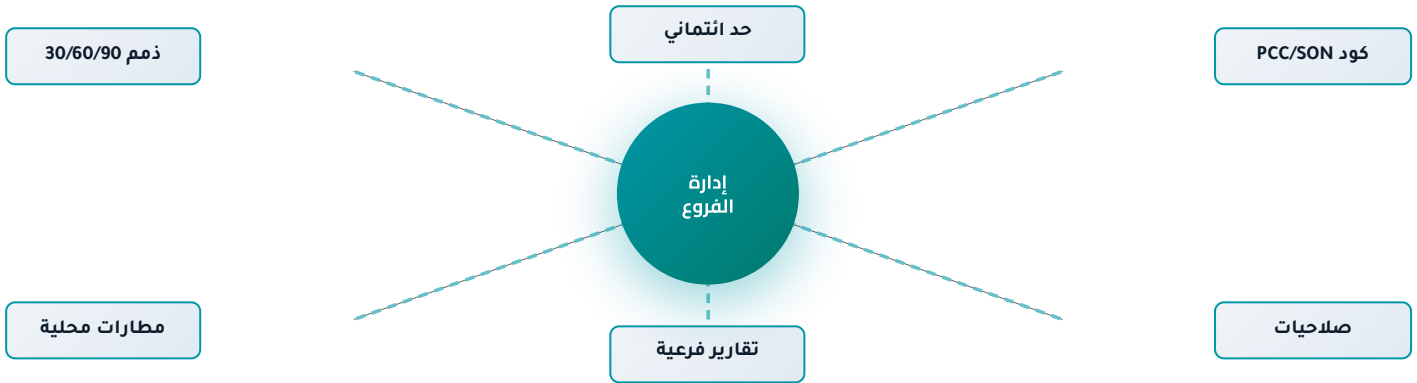 حد ائتماني
كود PCC/SON
ذمم 30/60/90
إدارة
الفروع
صلاحيات
مطارات محلية
تقارير فرعية